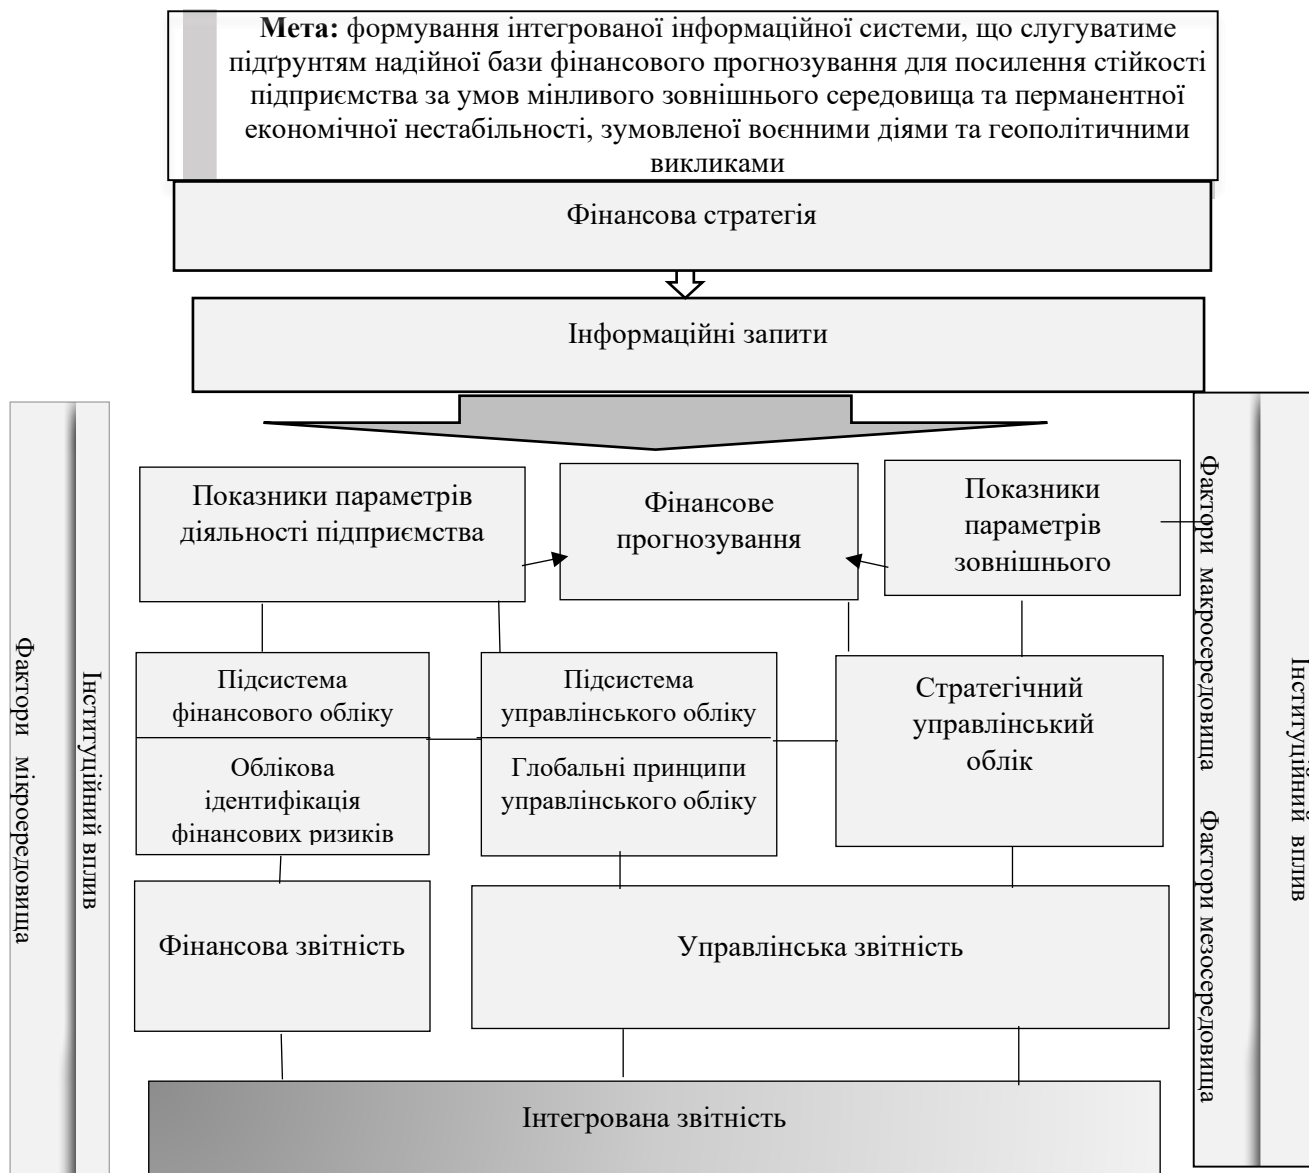 Мета: формування інтегрованої інформаційної системи, що слугуватиме
підґрунтям надійної бази фінансового прогнозування для посилення стійкості
підприємства за умов мінливого зовнішнього середовища та перманентної
економічної нестабільності, зумовленої воєнними діями та геополітичними
викликами
Фінансова стратегія
Інформаційні запити
Показники параметрів
діяльності підприємства
Фінансове
прогнозування
Показники
параметрів
зовнішнього
Підсистема
фінансового обліку
Облікова
ідентифікація
фінансових ризиків
Підсистема
управлінського обліку
Глобальні принципи
управлінського обліку
Стратегічний
управлінський
облік
Фінансова звітність
Управлінська звітність
Інтегрована звітність
Фактори мікроередовища
Інституційний вплив
Фактори макросередовища Фактори мезосередовища
Інституційний вплив